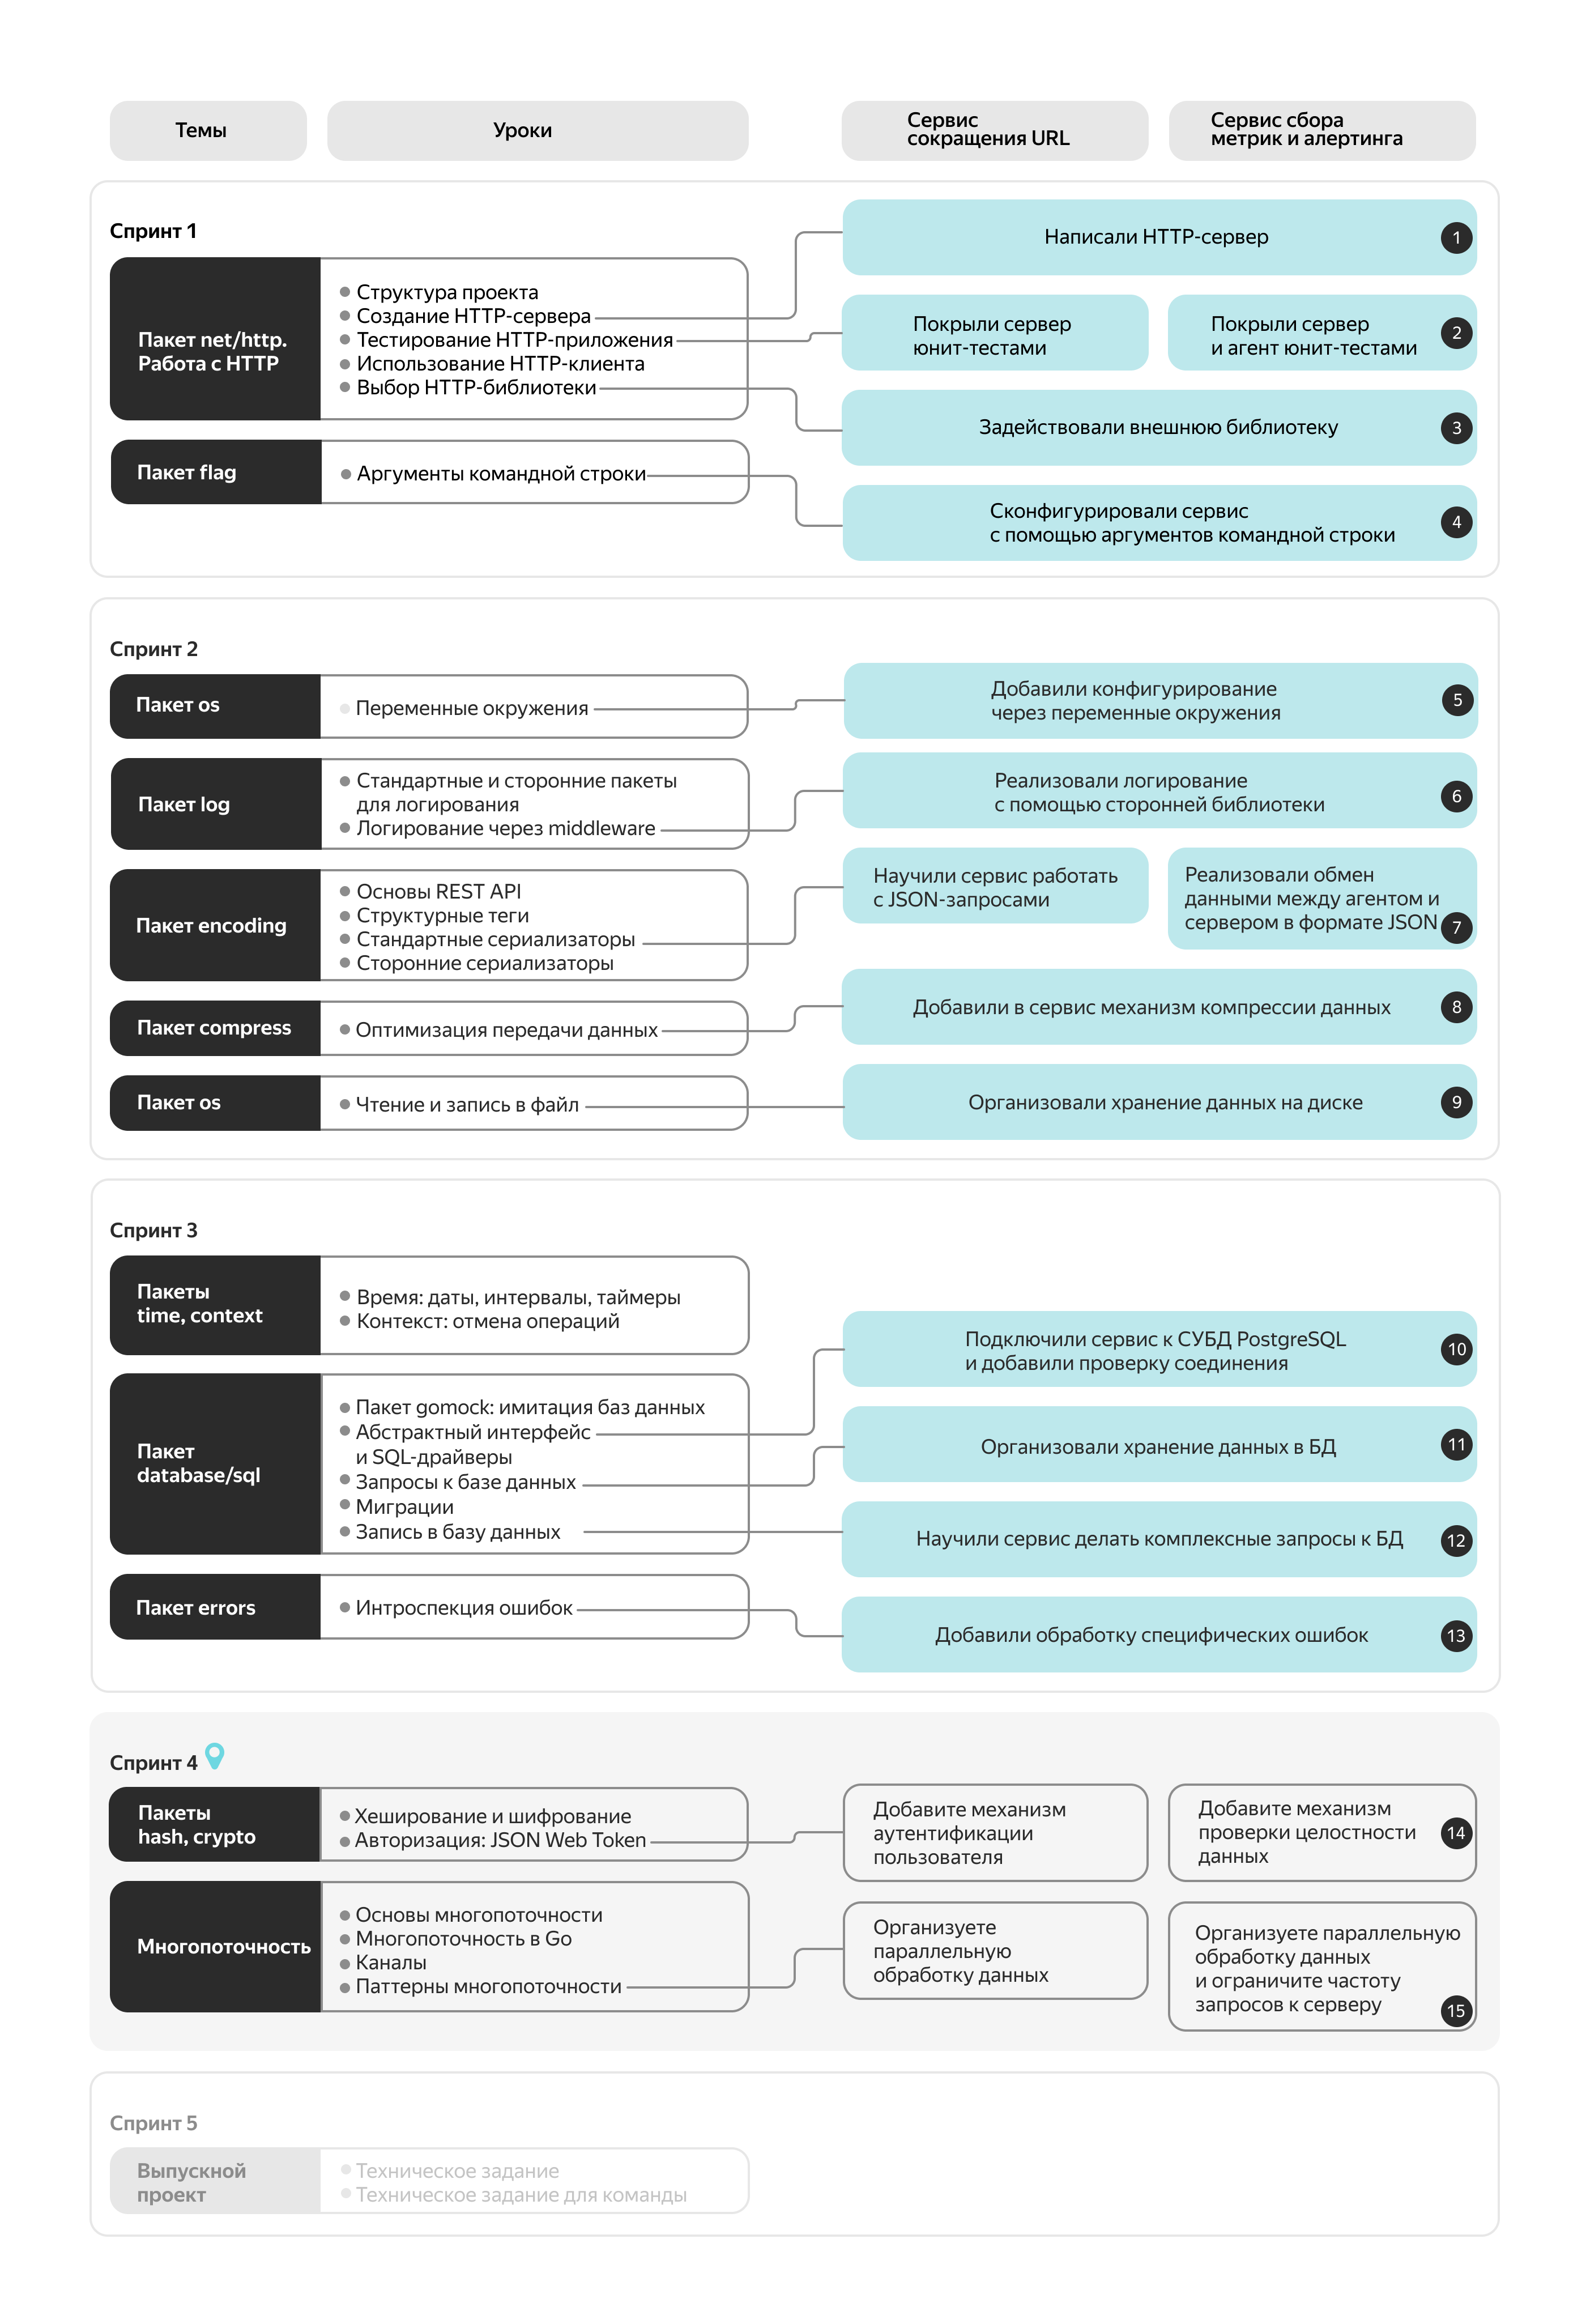 Темы
Уроки
Сервис
сокращения URL
Сервис сбора
метрик и алертинга
Спринт 1
Пакет net/http.
Работа с HTTP
Структура проекта
Создание HTTP-сервера
Тестирование HTTP-приложения
Использование HTTP-клиента
Выбор HTTP-библиотеки
Пакет flag
Аргументы командной строки
Написали HTTP-сервер
1
Покрыли сервер
юнит-тестами
Покрыли сервер
и агент юнит-тестами
2
Задействовали внешнюю библиотеку
3
Сконфигурировали сервис
с помощью аргументов командной строки
4
Спринт 2
Пакет os
Переменные окружения
Добавили конфигурирование
через переменные окружения
5
Пакет log
Стандартные и сторонние пакеты
для логирования
Логирование через middleware
Реализовали логирование
с помощью сторонней библиотеки
6
Пакет encoding
Основы REST API
Структурные теги
Стандартные сериализаторы
Сторонние сериализаторы
Научили сервис работать
с JSON-запросами
Реализовали обмен
данными между агентом и
сервером в формате JSON
7
Пакет compress
Оптимизация передачи данных
Добавили в сервис механизм компрессии данных
8
Пакет os
Чтение и запись в файл
Организовали хранение данных на диске
9
Спринт 3
Пакеты
time, context
Время: даты, интервалы, таймеры
Контекст: отмена операций
Пакет
database/sql
Пакет gomock: имитация баз данных
Абстрактный интерфейс
и SQL-драйверы
Запросы к базе данных
Миграции
Запись в базу данных
Подключили сервис к СУБД PostgreSQL
и добавили проверку соединения
10
Организовали хранение данных в БД
11
Научили сервис делать комплексные запросы к БД
12
Пакет errors
Интроспекция ошибок
Добавили обработку специфических ошибок
13
Спринт 4
Пакеты
hash, crypto
Хеширование и шифрование
Авторизация: JSON Web Token
Добавите механизм
аутентификации
пользователя
Добавите механизм
проверки целостности
данных
14
Многопоточность
Основы многопоточности
Многопоточность в Go
Каналы
Паттерны многопоточности
Организуете
параллельную
обработку данных
Организуете параллельную
обработку данных
и ограничите частоту
запросов к серверу
15
Спринт 5
Выпускной
проект
Техническое задание
Техническое задание для команды